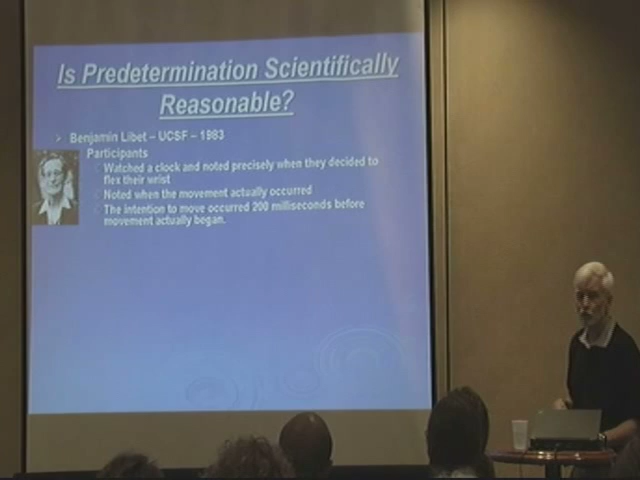 Is Predetermination Scientifically
Reasonable?
Benjamin Libet – UCSF – 1983
Participants
Watched a clock and noted precisely when they decided to
flex their wrist
Noted when the movement actually occurred
The intention to move occurred 200 milliseconds before
movement actually began.